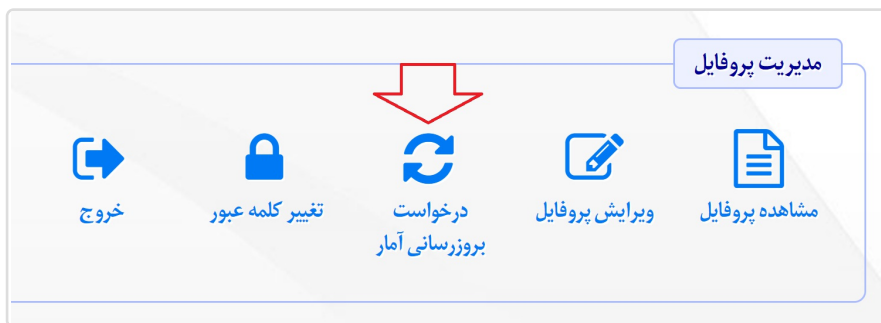 مدیریت پروفایل
مشاهده پروفایل
ویرایش پروفایل
درخواست
بروزرسانی آمار
تغییر کلمه عبور
خروج